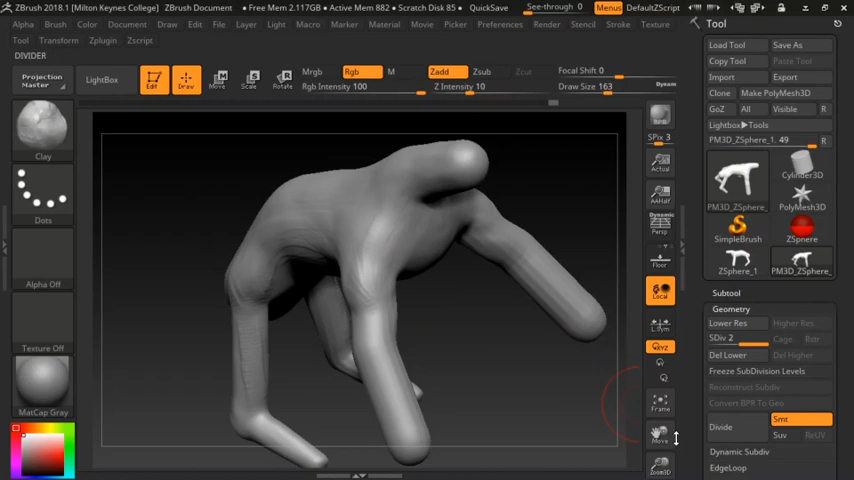 ZBrush 2018.1 [Milton Keynes College] ZBrush Document • Free Mem 2.117GB • Active Mem 882 • Scratch Disk 85 • QuickSave See-through 0 Menus DefaultZScript
Alpha Brush Color Document Draw Edit File Layer Light Macro Marker Material Movie Picker Preferences Render Stencil Stroke Texture
Tool Transform Zplugin Zscript
DIVIDER
Projection Master
LightBox
Edit Draw Move Scale Rotate
Mrgb Rgb M
Rgb Intensity 100
Zadd Zsub Zcut
Z Intensity 10
Focal Shift 0
Draw Size 163 Dynam
Clay
Dots
Alpha Off
Texture Off
MatCap Gray
SPix 3
Actual
AAHalf
Dynamic
Persp
Floor
Local
L.Sym
XYZ
Frame
Move
Zoom3D
Tool
Load Tool Save As
Copy Tool Paste Tool
Import Export
Clone Make PolyMesh3D
GoZ All Visible R
Lightbox▶Tools
PM3D_ZSphere_1. 49 R
PM3D_ZSphere_ Cylinder3D
PolyMesh3D
SimpleBrush ZSphere
ZSphere_1 PM3D_ZSphere_
Subtool
Geometry
Lower Res Higher Res
SDiv 2 Cage Rstr
Del Lower Del Higher
Freeze SubDivision Levels
Reconstruct Subdiv
Convert BPR To Geo
Divide Smt
Suv ReUV
Dynamic Subdiv
EdgeLoop